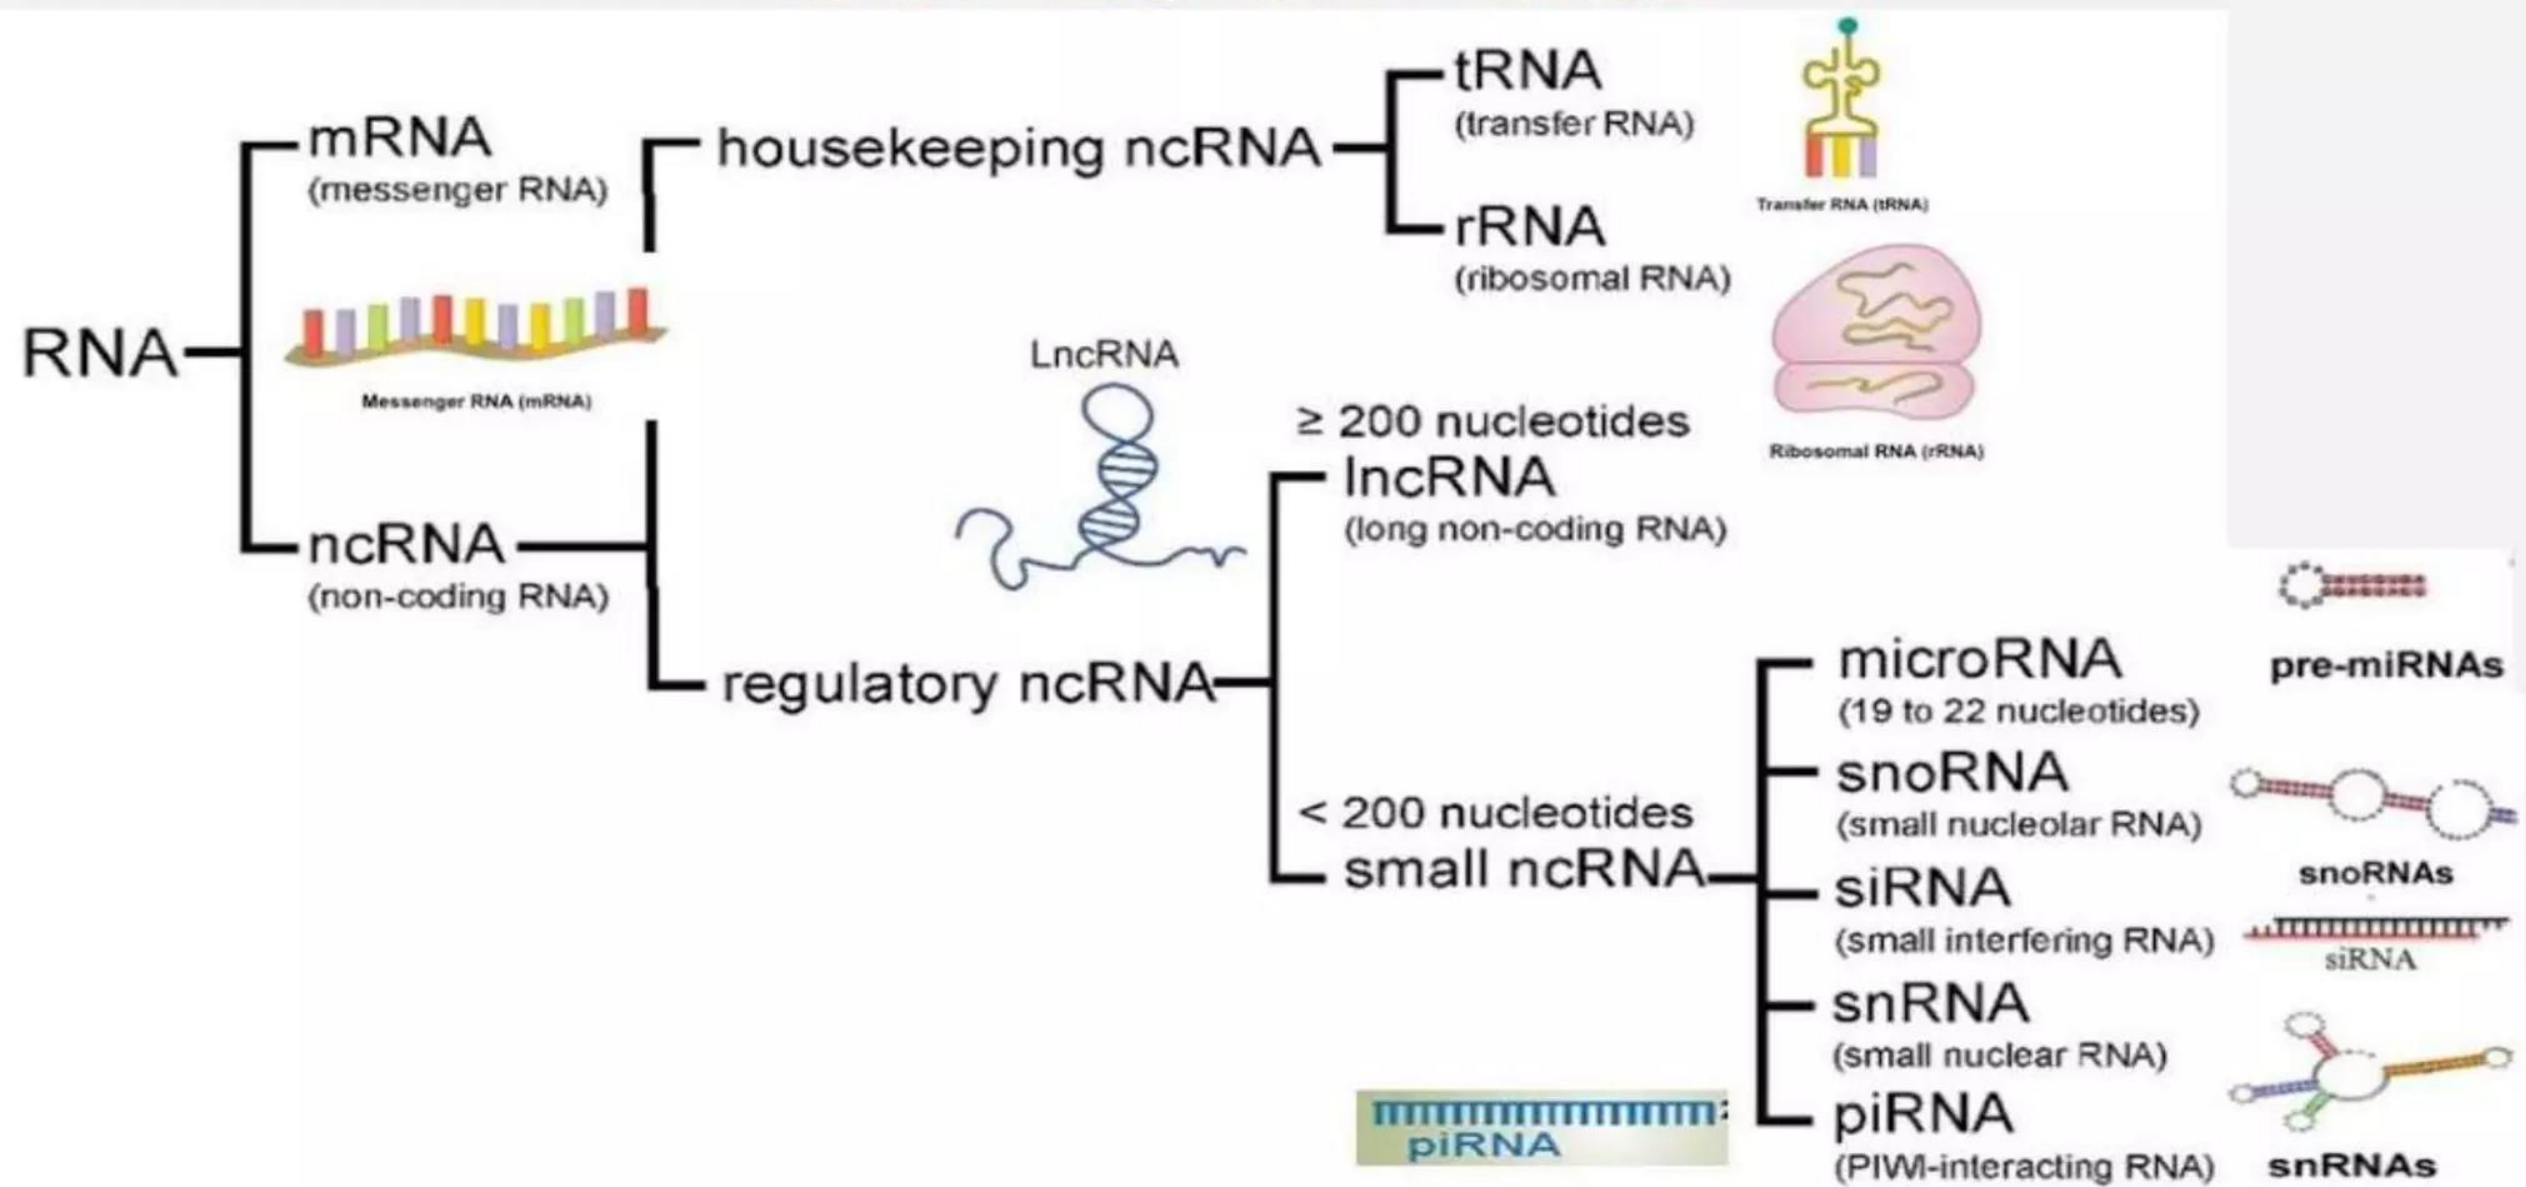 RNA
mRNA
(messenger RNA)
Messenger RNA (mRNA)
ncRNA
(non-coding RNA)
housekeeping ncRNA
tRNA
(transfer RNA)
Transfer RNA (tRNA)
rRNA
(ribosomal RNA)
Ribosomal RNA (rRNA)
regulatory ncRNA
LncRNA
≥ 200 nucleotides
lncRNA
(long non-coding RNA)
< 200 nucleotides
small ncRNA
microRNA
(19 to 22 nucleotides)
pre-miRNAs
snoRNA
(small nucleolar RNA)
snoRNAs
siRNA
(small interfering RNA)
siRNA
snRNA
(small nuclear RNA)
snRNAs
piRNA
(PIWI-interacting RNA)
piRNA